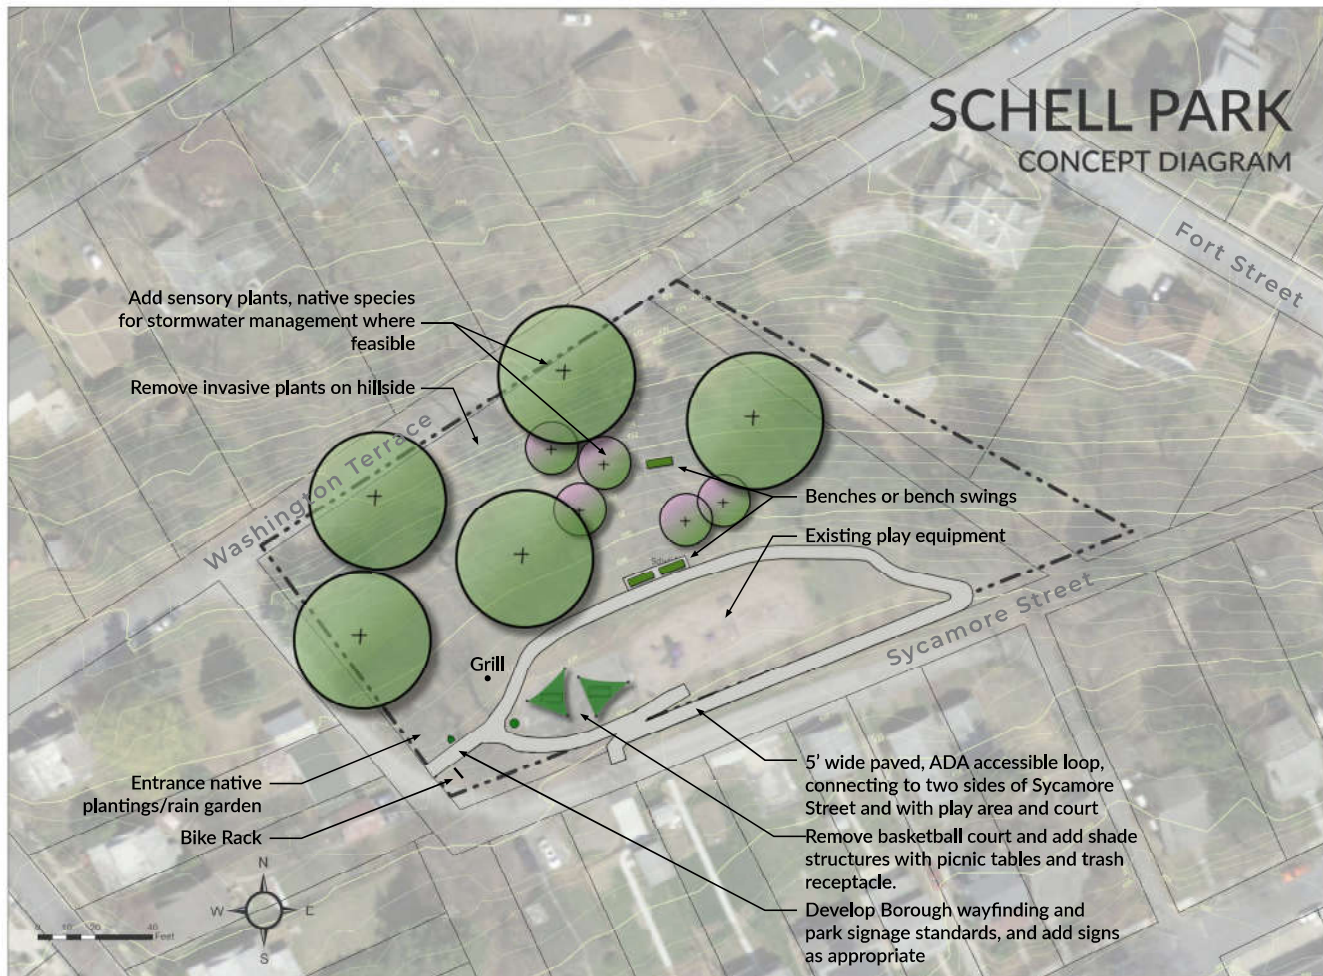 SCHELL PARK
CONCEPT DIAGRAM
Fort Street
Add sensory plants, native species
for stormwater management where
feasible
Remove invasive plants on hillside
Washington Terrace
Benches or bench swings
Existing play equipment
Sycamore Street
Grill
Entrance native
plantings/rain garden
Bike Rack
5' wide paved, ADA accessible loop,
connecting to two sides of Sycamore
Street and with play area and court
Remove basketball court and add shade
structures with picnic tables and trash
receptacle.
Develop Borough wayfinding and
park signage standards, and add signs
as appropriate
N
W
E
S
0 10 20 40
Feet